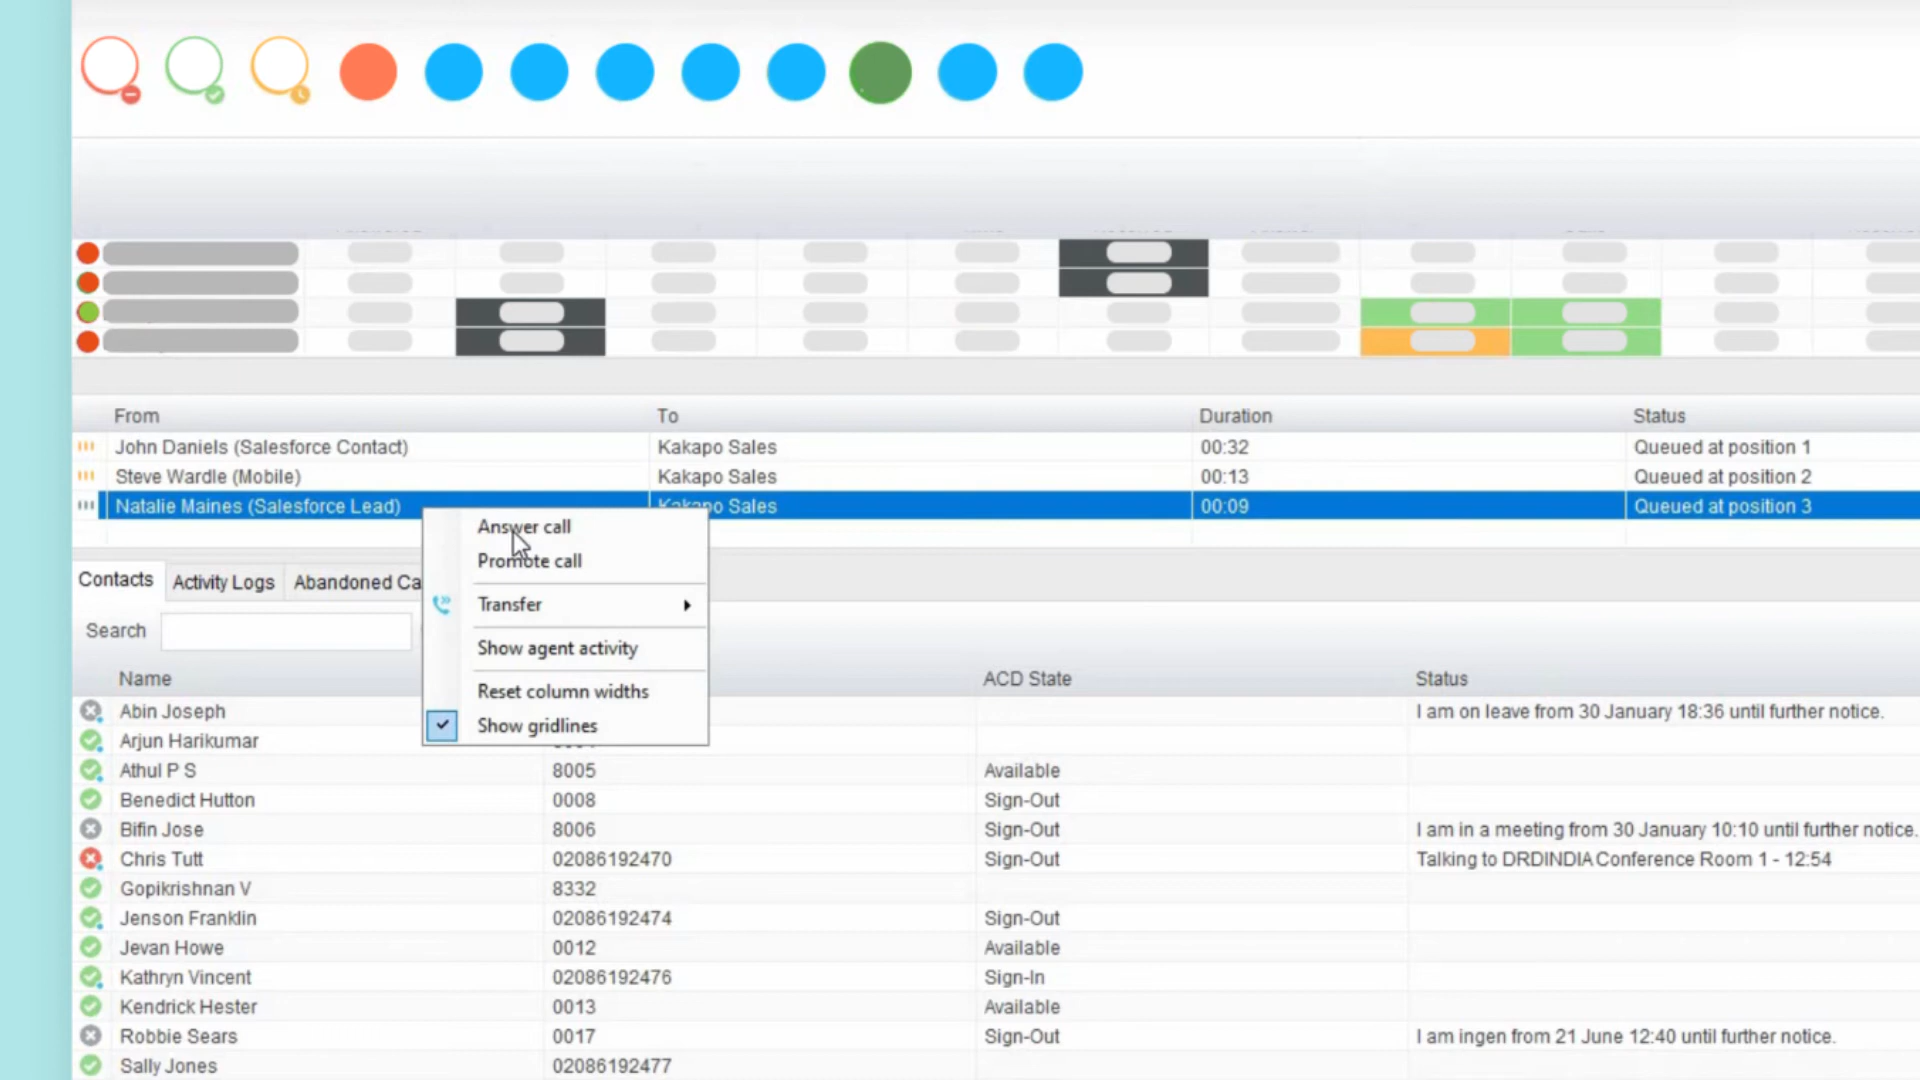 From To Duration Status
John Daniels (Salesforce Contact) Kakapo Sales 00:32 Queued at position 1
Steve Wardle (Mobile) Kakapo Sales 00:13 Queued at position 2
Natalie Maines (Salesforce Lead) Kakapo Sales 00:09 Queued at position 3
Answer call
Promote call
Transfer
Show agent activity
Reset column widths
Show gridlines
Contacts Activity Logs Abandoned Ca
Search
Name ACD State Status
Abin Joseph I am on leave from 30 January 18:36 until further notice.
Arjun Harikumar
Athul P S 8005 Available
Benedict Hutton 0008 Sign-Out
Bifin Jose 8006 Sign-Out I am in a meeting from 30 January 10:10 until further notice.
Chris Tutt 02086192470 Sign-Out Talking to DRDINDIA Conference Room 1 - 12:54
Gopikrishnan V 8332
Jenson Franklin 02086192474 Sign-Out
Jevan Howe 0012 Available
Kathryn Vincent 02086192476 Sign-In
Kendrick Hester 0013 Available
Robbie Sears 0017 Sign-Out I am ingen from 21 June 12:40 until further notice.
Sally Jones 02086192477